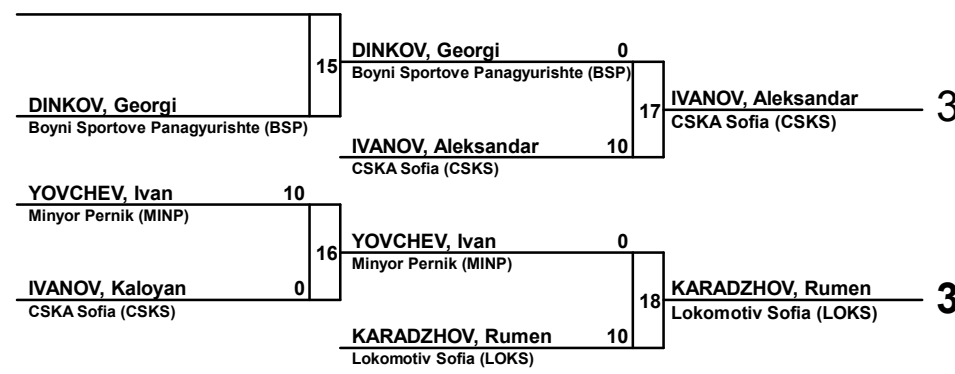 15
DINKOV, Georgi 0
Boyni Sportove Panagyurishte (BSP)
DINKOV, Georgi
Boyni Sportove Panagyurishte (BSP)
17
IVANOV, Aleksandar
CSKA Sofia (CSKS)
3
IVANOV, Aleksandar 10
CSKA Sofia (CSKS)
YOVCHEV, Ivan 10
Minyor Pernik (MINP)
16
YOVCHEV, Ivan 0
Minyor Pernik (MINP)
IVANOV, Kaloyan 0
CSKA Sofia (CSKS)
18
KARADZHOV, Rumen
Lokomotiv Sofia (LOKS)
3
KARADZHOV, Rumen 10
Lokomotiv Sofia (LOKS)